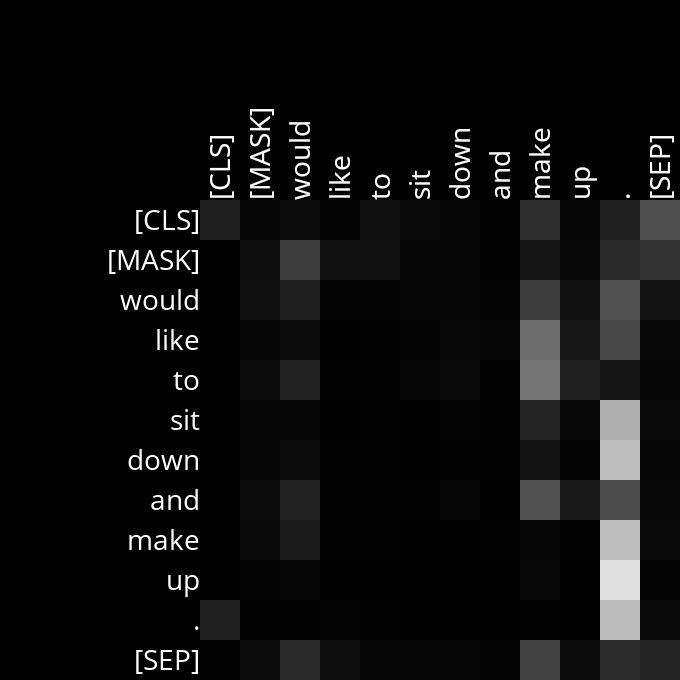 [CLS] [MASK] would like to sit down and make up . [SEP]
[CLS]
[MASK]
would
like
to
sit
down
and
make
up
.
[SEP]